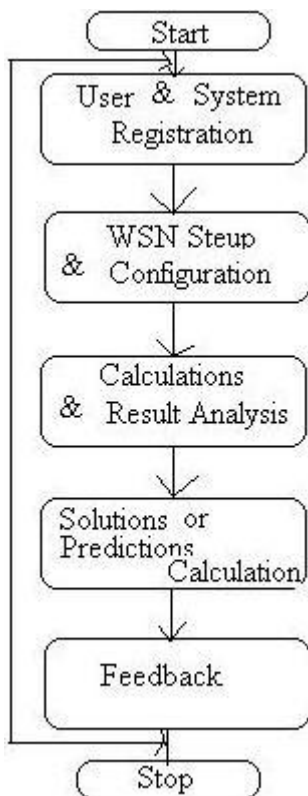 Start
User & System
Registration
WSN Steup
& Configuration
Calculations
& Result Analysis
Solutions or
Predictions
Calculation
Feedback
Stop